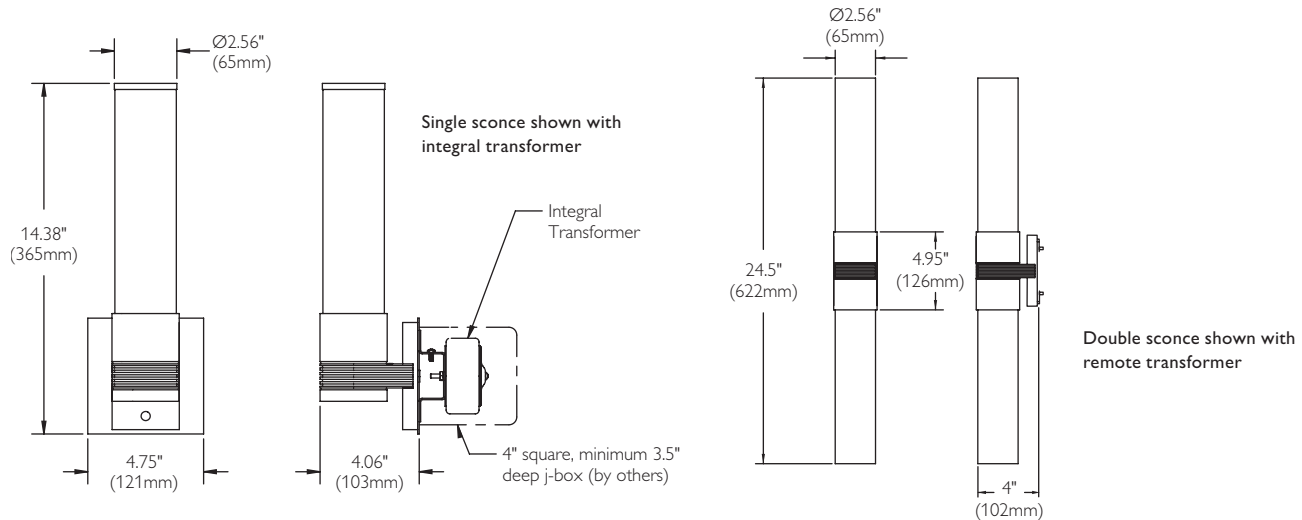 Ø2.56"
(65mm)
14.38"
(365mm)
4.75"
(121mm)
Single sconce shown with
integral transformer
Integral
Transformer
4.06"
(103mm)
4" square, minimum 3.5"
deep j-box (by others)
Ø2.56"
(65mm)
24.5"
(622mm)
4.95"
(126mm)
Double sconce shown with
remote transformer
4"
(102mm)